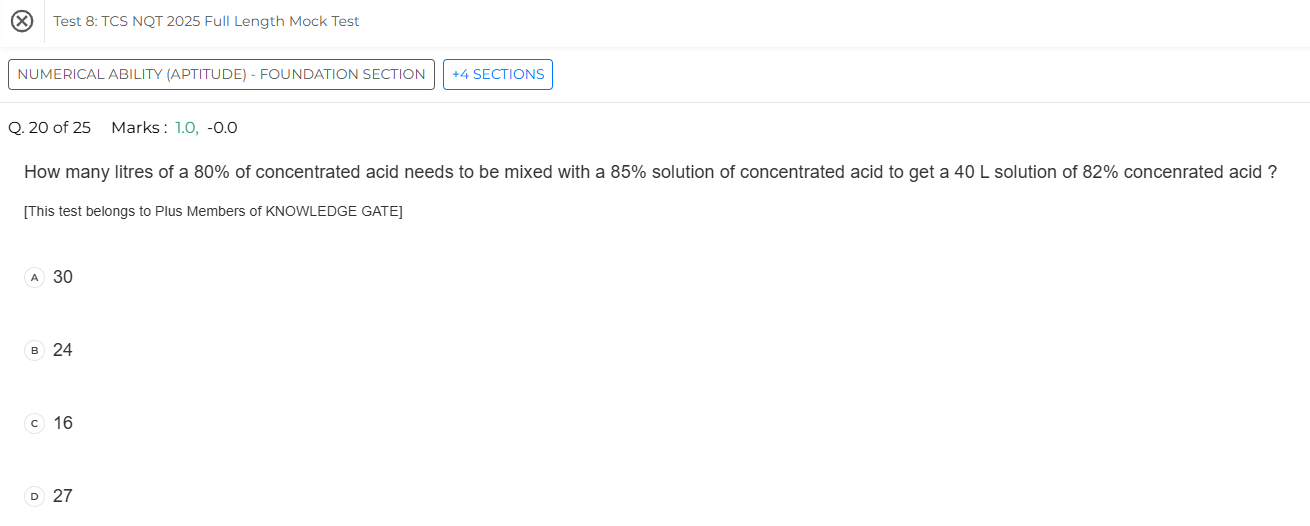 Test 8: TCS NQT 2025 Full Length Mock Test
NUMERICAL ABILITY (APTITUDE) - FOUNDATION SECTION +4 SECTIONS
Q. 20 of 25 Marks : 1.0, -0.0
How many litres of a 80% of concentrated acid needs to be mixed with a 85% solution of concentrated acid to get a 40 L solution of 82% concenrated acid ?
[This test belongs to Plus Members of KNOWLEDGE GATE]
A 30
B 24
C 16
D 27